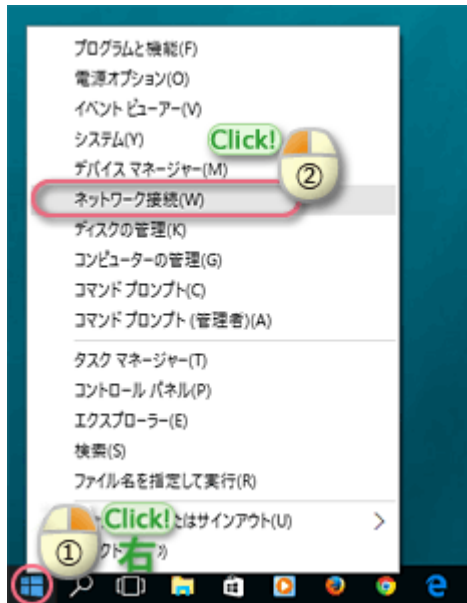 プログラムと機能(F)
電源オプション(O)
イベント ビューアー(V)
システム(Y)
Click!
デバイス マネージャー(M)
②
ネットワーク接続(W)
ディスクの管理(K)
コンピューターの管理(G)
コマンド プロンプト(C)
コマンド プロンプト (管理者)(A)
タスク マネージャー(T)
コントロール パネル(P)
エクスプローラー(E)
検索(S)
ファイル名を指定して実行(R)
Click!
たはサインアウト(U)
①
右